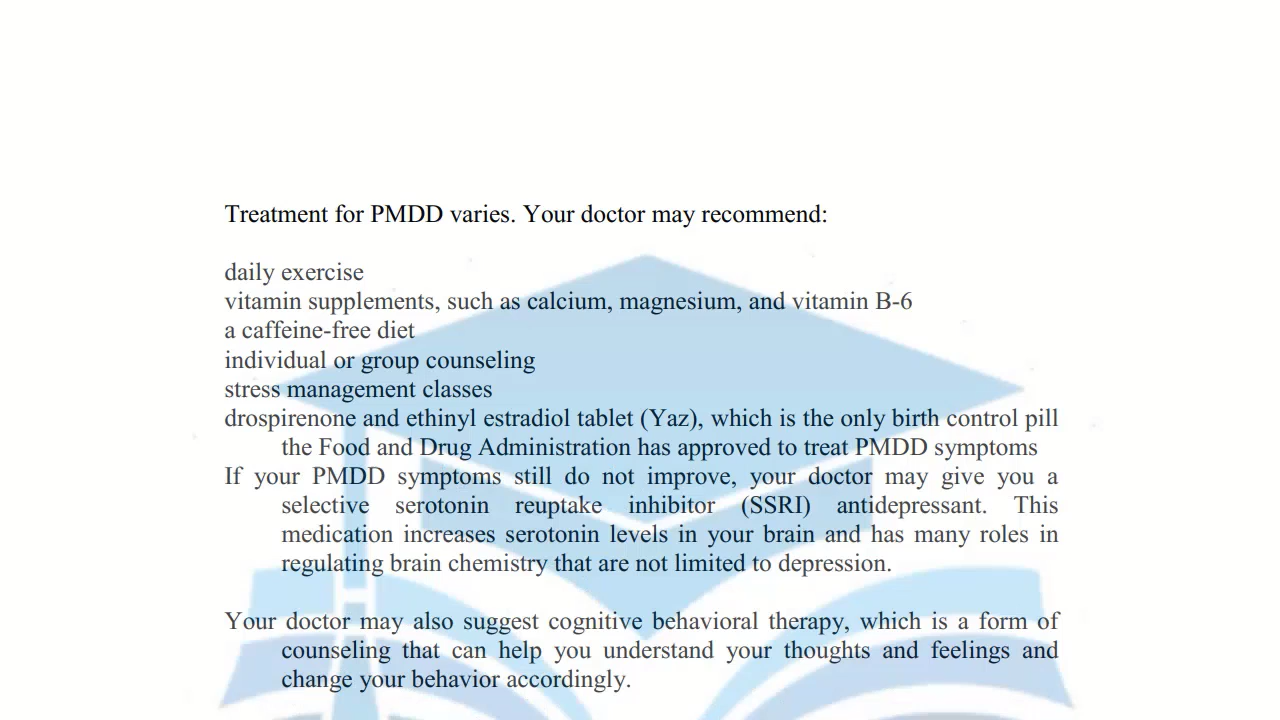 Treatment for PMDD varies. Your doctor may recommend:
daily exercise
vitamin supplements, such as calcium, magnesium, and vitamin B-6
a caffeine-free diet
individual or group counseling
stress management classes
drospirenone and ethinyl estradiol tablet (Yaz), which is the only birth control pill
the Food and Drug Administration has approved to treat PMDD symptoms
If your PMDD symptoms still do not improve, your doctor may give you a
selective serotonin reuptake inhibitor (SSRI) antidepressant. This
medication increases serotonin levels in your brain and has many roles in
regulating brain chemistry that are not limited to depression.
Your doctor may also suggest cognitive behavioral therapy, which is a form of
counseling that can help you understand your thoughts and feelings and
change your behavior accordingly.